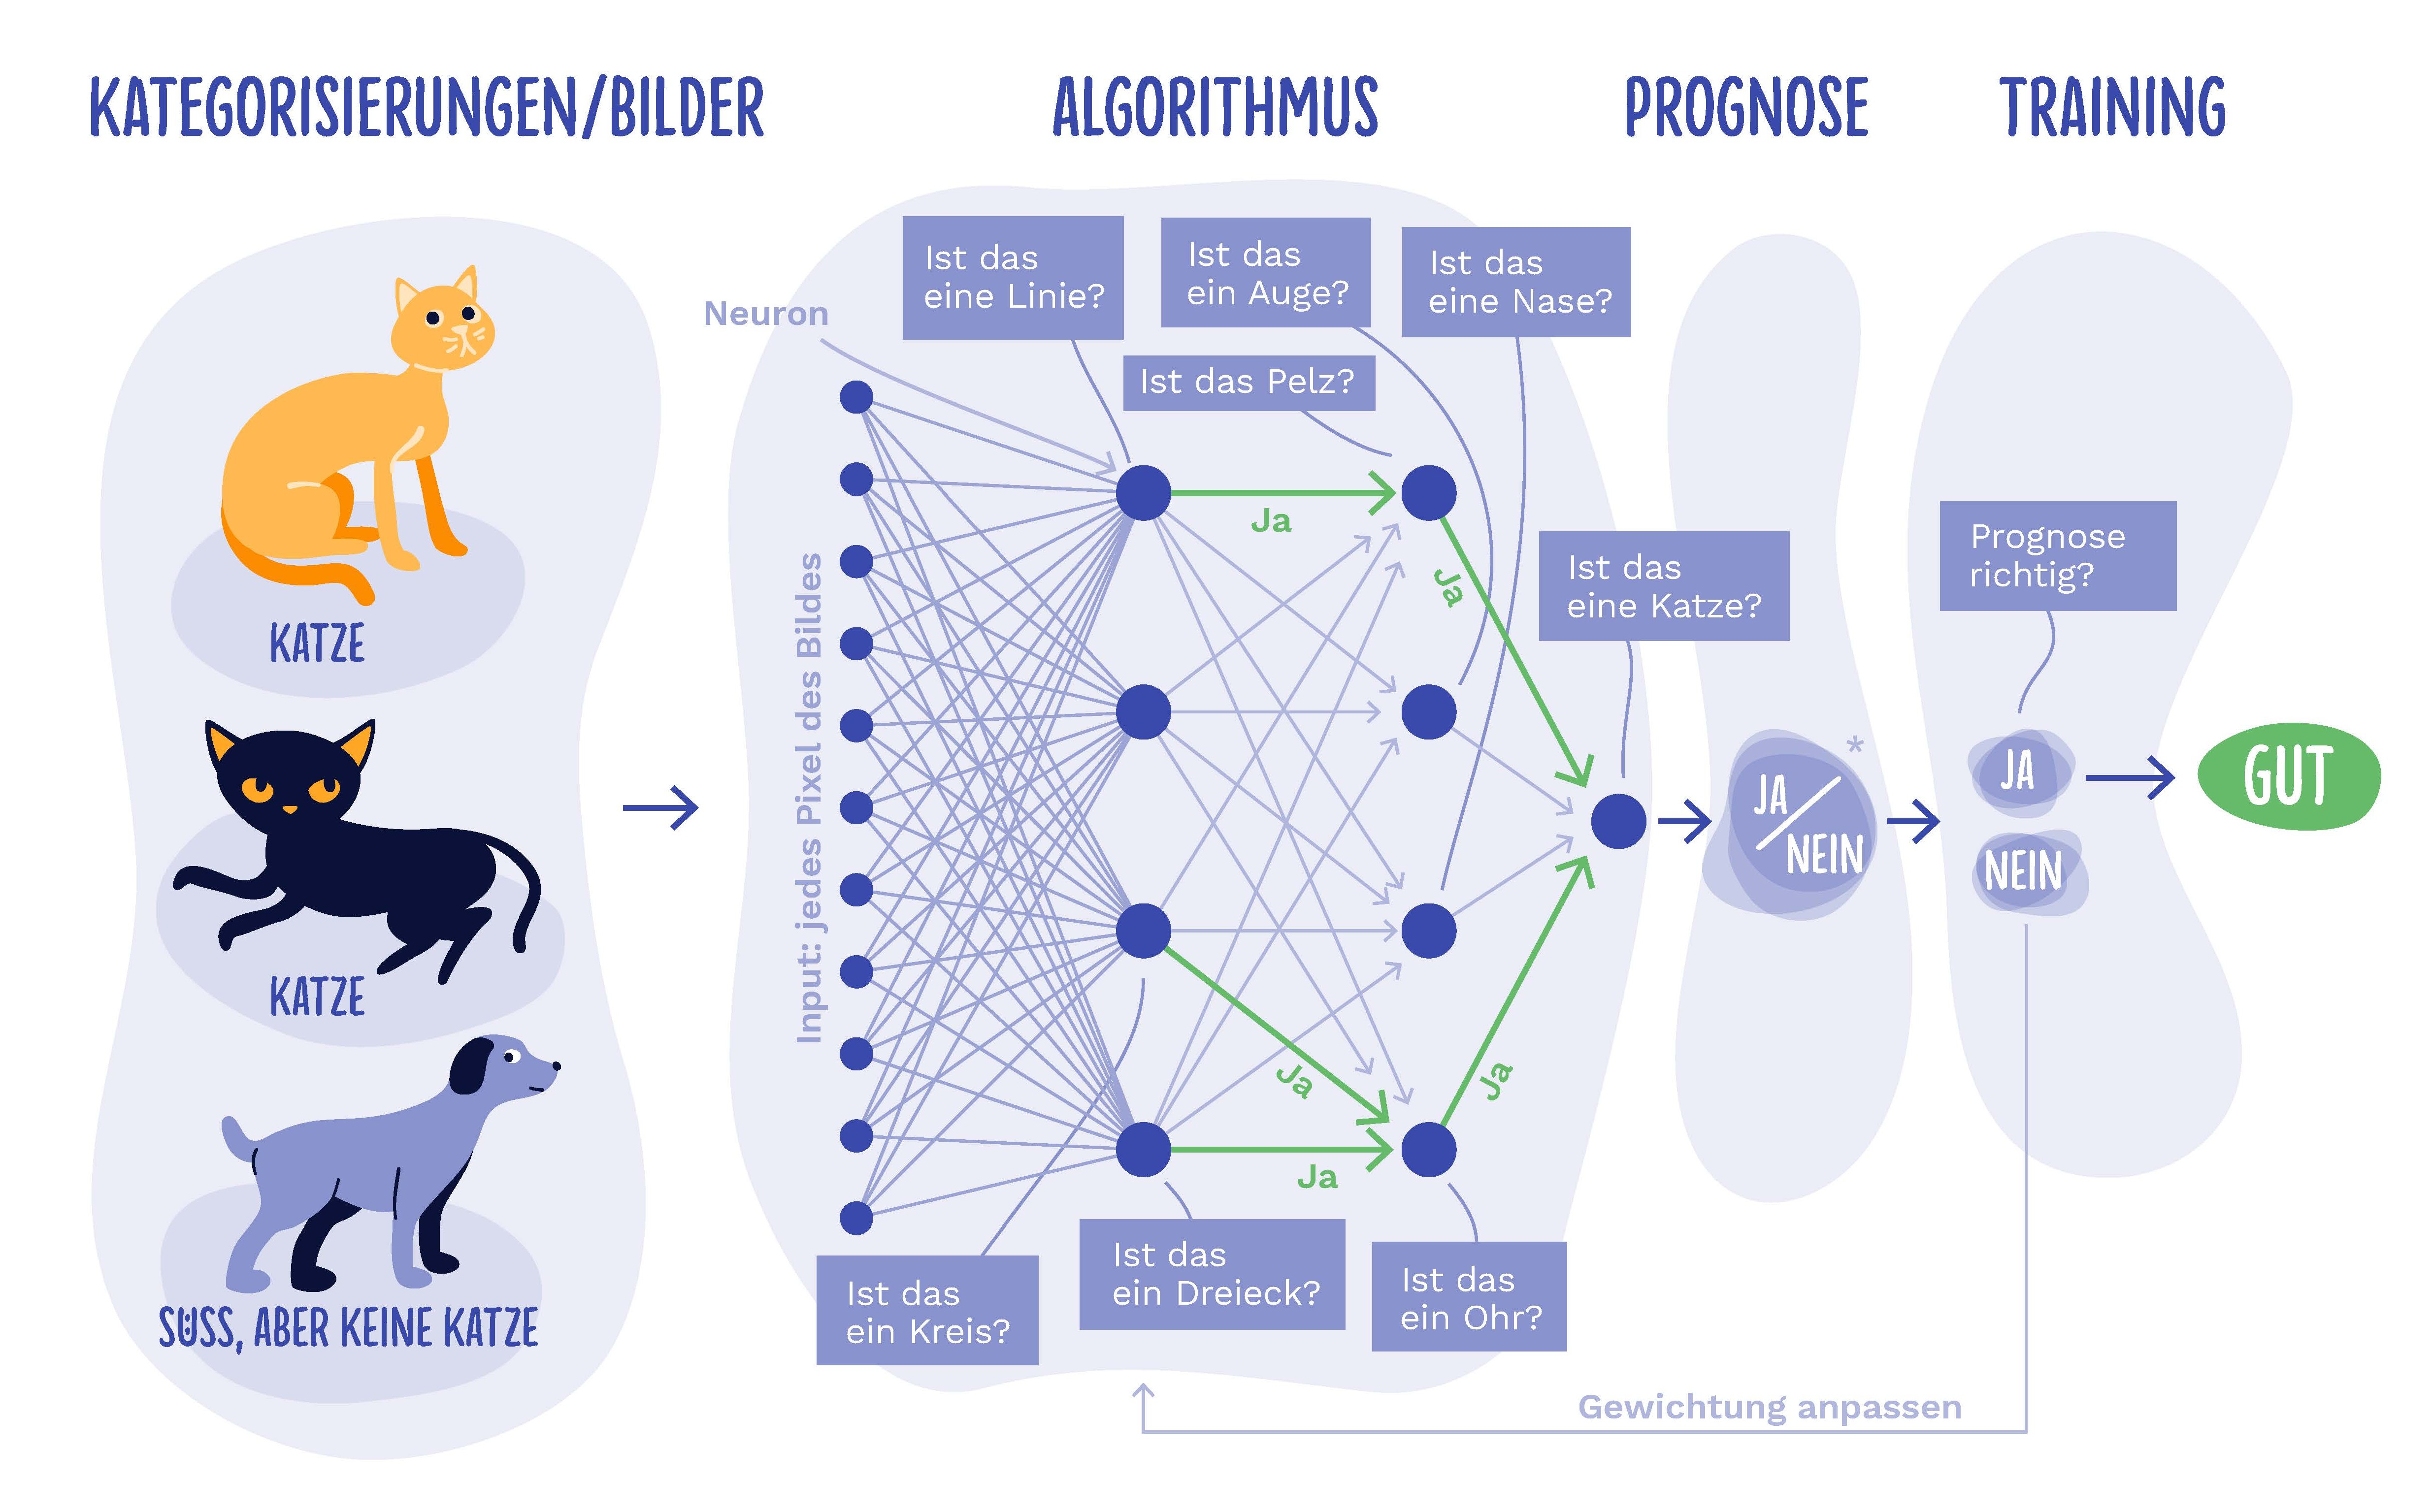 KATEGORISIERUNGEN/BILDER
ALGORITHMUS
PROGNOSE
TRAINING
KATZE
KATZE
SÜSS, ABER KEINE KATZE
Neuron
Input: jedes Pixel des Bildes
Ist das
eine Linie?
Ist das
ein Auge?
Ist das
eine Nase?
Ist das Pelz?
Ja
Ja
Ja
Ja
Ja
Ist das
ein Kreis?
Ist das
ein Dreieck?
Ist das
ein Ohr?
Ist das
eine Katze?
JA/
NEIN
*
Prognose
richtig?
JA
NEIN
GUT
Gewichtung anpassen